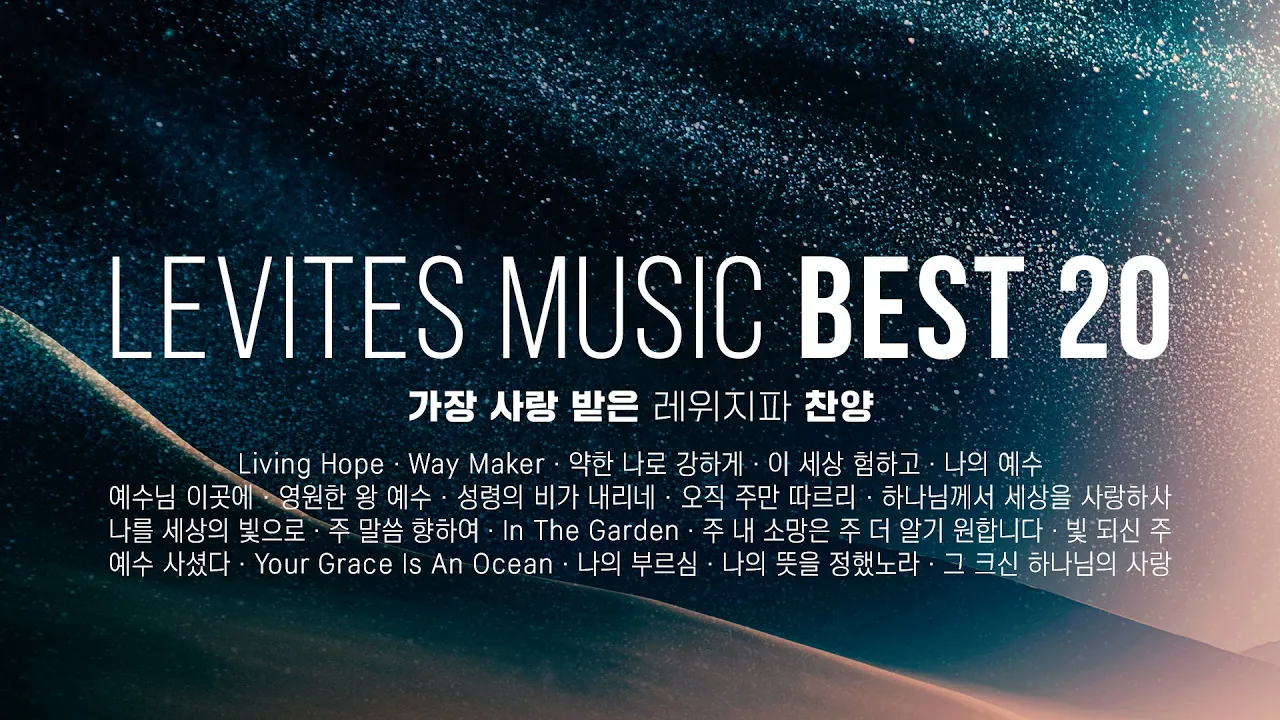 LEVITES MUSIC BEST 20
가장 사랑 받은 레위지파 찬양
Living Hope · Way Maker · 약한 나로 강하게 · 이 세상 험하고 · 나의 예수
예수님 이곳에 · 영원한 왕 예수 · 성령의 비가 내리네 · 오직 주만 따르리 · 하나님께서 세상을 사랑하사
나를 세상의 빛으로 · 주 말씀 향하여 · In The Garden · 주 내 소망은 주 더 알기 원합니다 · 빛 되신 주
예수 사셨다 · Your Grace Is An Ocean · 나의 부르심 · 나의 뜻을 정했노라 · 그 크신 하나님의 사랑